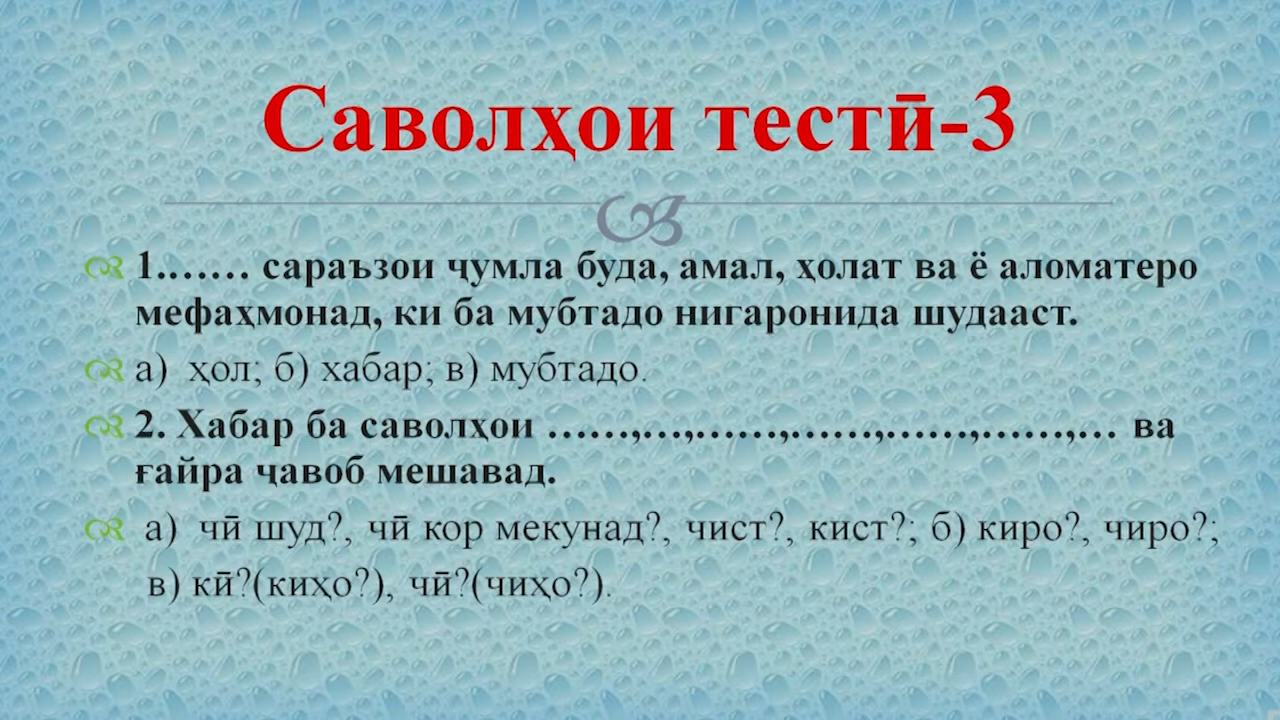 Саволҳои тестӣ-3
1.…… сараъзои ҷумла буда, амал, ҳолат ва ё аломатеро
мефаҳмонад, ки ба мубтадо нигаронида шудааст.
а) ҳол; б) хабар; в) мубтадо.
2. Хабар ба саволҳои ……,…,……,……,……,……,… ва
ғайра ҷавоб мешавад.
а) чӣ шуд?, чӣ кор мекунад?, чист?, кист?; б) киро?, чиро?;
в) кӣ?(киҳо?), чӣ?(чиҳо?).